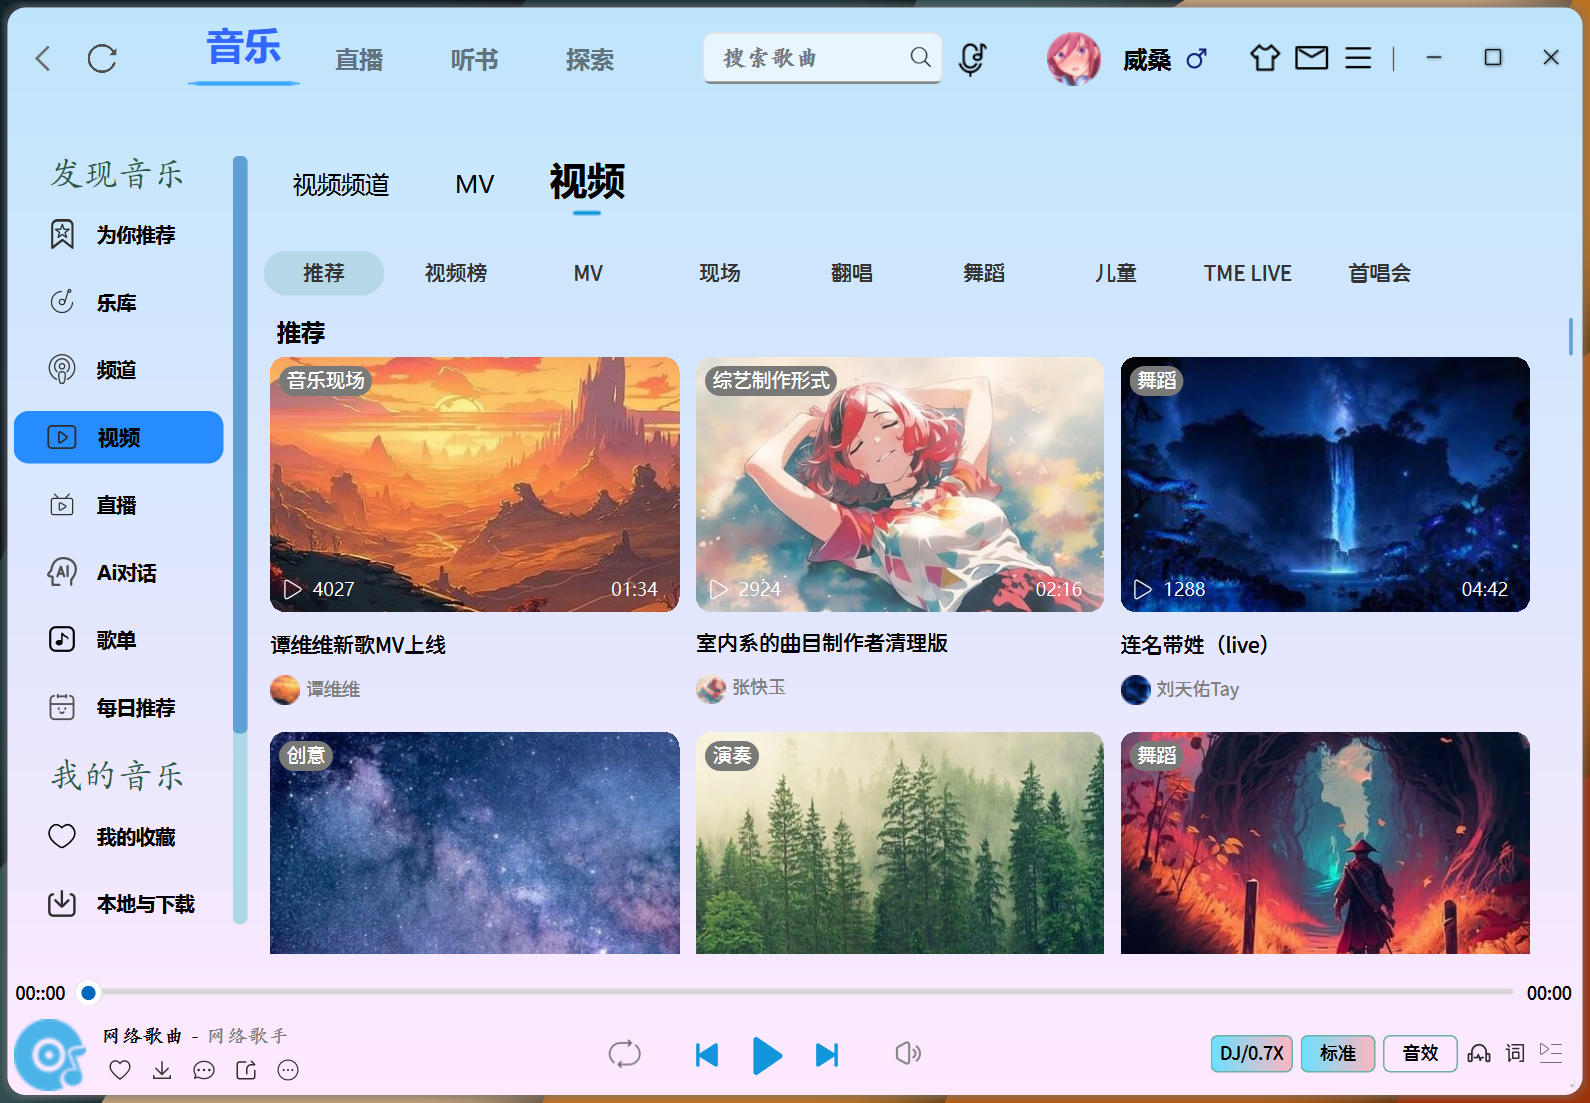 音乐
直播
听书
探索
搜索歌曲
威桑
发现音乐
为你推荐
乐库
频道
视频
直播
Ai对话
歌单
每日推荐
我的音乐
我的收藏
本地与下载
视频频道
MV
视频
推荐
视频榜
MV
现场
翻唱
舞蹈
儿童
TME LIVE
首唱会
推荐
音乐现场
4027
01:34
谭维维新歌MV上线
谭维维
综艺制作形式
2924
02:16
室内系的曲目制作者清理版
张快玉
舞蹈
1288
04:42
连名带姓（live）
刘天佑Tay
创意
演奏
舞蹈
00::00
00:00
网络歌曲 - 网络歌手
DJ/0.7X
标准
音效
词